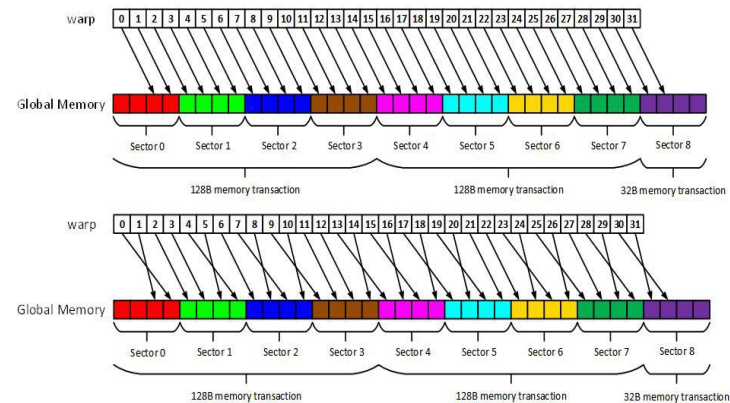 warp 0 1 2 3 4 5 6 7 8 9 10 11 12 13 14 15 16 17 18 19 20 21 22 23 24 25 26 27 28 29 30 31
Global Memory
Sector 0 Sector 1 Sector 2 Sector 3 Sector 4 Sector 5 Sector 6 Sector 7 Sector 8
128B memory transaction 128B memory transaction 32B memory transaction
warp 0 1 2 3 4 5 6 7 8 9 10 11 12 13 14 15 16 17 18 19 20 21 22 23 24 25 26 27 28 29 30 31
Global Memory
Sector 0 Sector 1 Sector 2 Sector 3 Sector 4 Sector 5 Sector 6 Sector 7 Sector 8
128B memory transaction 128B memory transaction 32B memory transaction